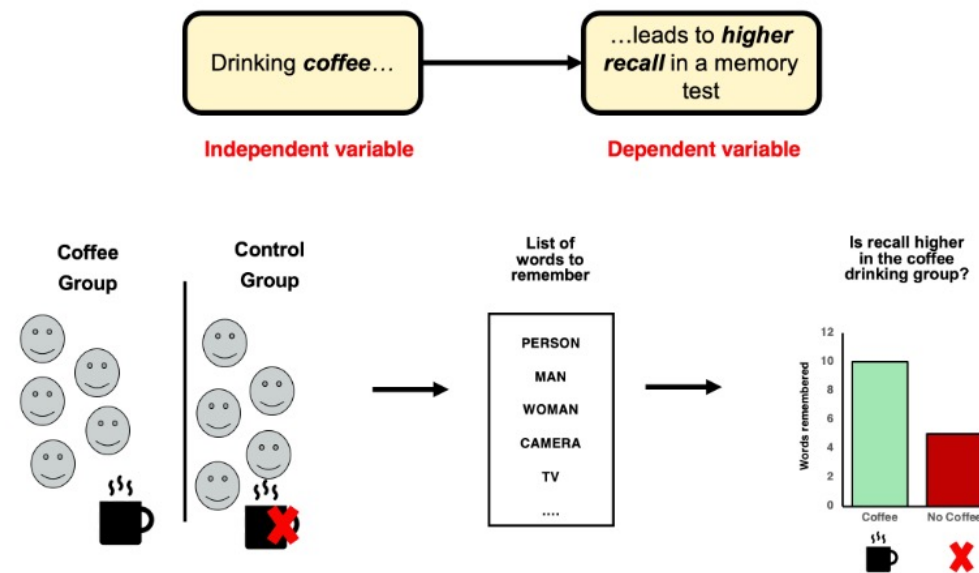 Drinking coffee...
...leads to higher
recall in a memory
test
Independent variable
Dependent variable
Coffee
Group
Control
Group
List of
words to
remember
PERSON
MAN
WOMAN
CAMERA
TV
....
Is recall higher
in the coffee
drinking group?
Words remembered
12
10
8
6
4
2
0
Coffee
No Coffee